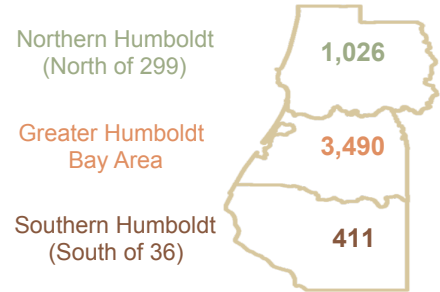 Northern Humboldt
(North of 299)
1,026
Greater Humboldt
Bay Area
3,490
Southern Humboldt
(South of 36)
411